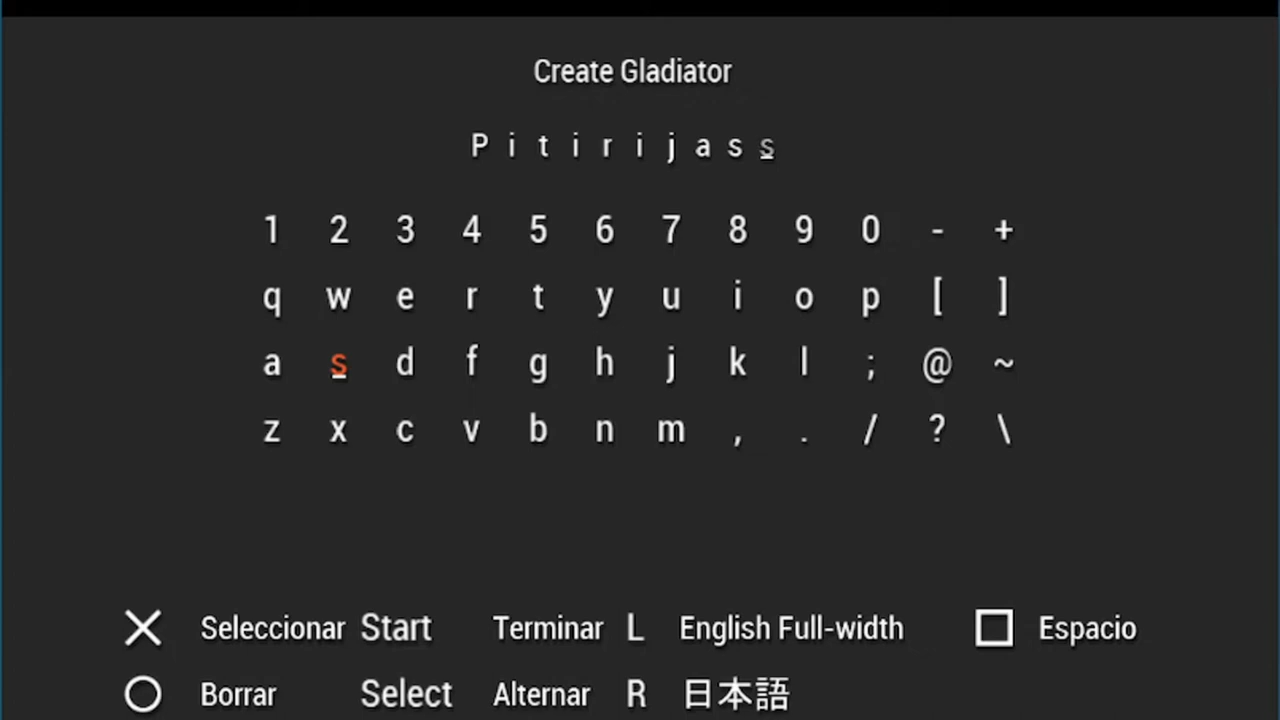 Create Gladiator
P i t i r i j a s s
1 2 3 4 5 6 7 8 9 0 - +
q w e r t y u i o p [ ]
a s d f g h j k l ; @ ~
z x c v b n m , . / ? \
Seleccionar Start Terminar L English Full-width Espacio
Borrar Select Alternar R 日本語